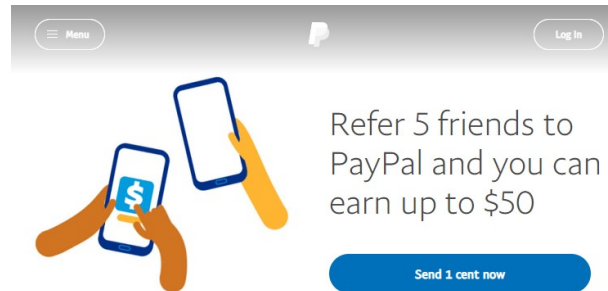 Menu
Log In
Refer 5 friends to
PayPal and you can
earn up to $50
$
Send 1 cent now